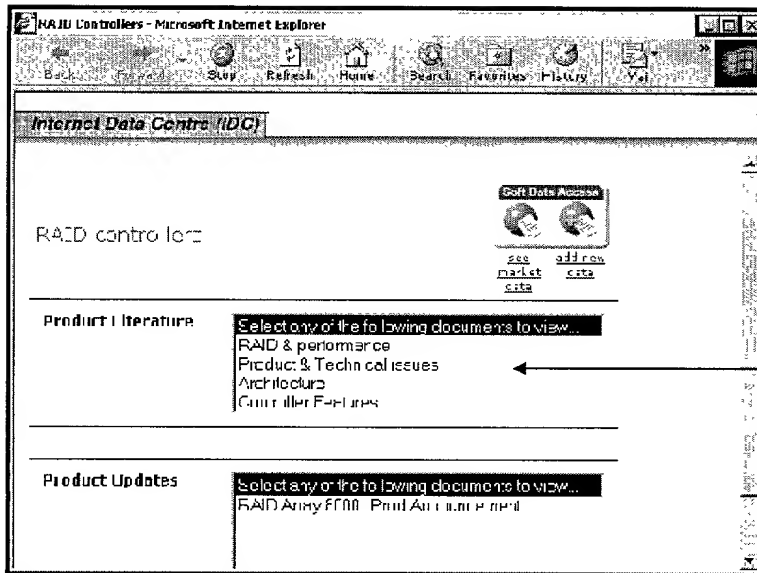 RAID Controllers - Microsoft Internet Explorer
Back Forward Stop Refresh Home Search Favorites History Mail »
Internet Data Centre (IDC)
Soft Data Access
RAID controllers
see market data
add new data
Product Literature
Select any of the following documents to view...
RAID & performance
Product & Technical issues
Architecture
Controller Features
Product Updates
Select any of the following documents to view...
RAID Array Prod Announcement